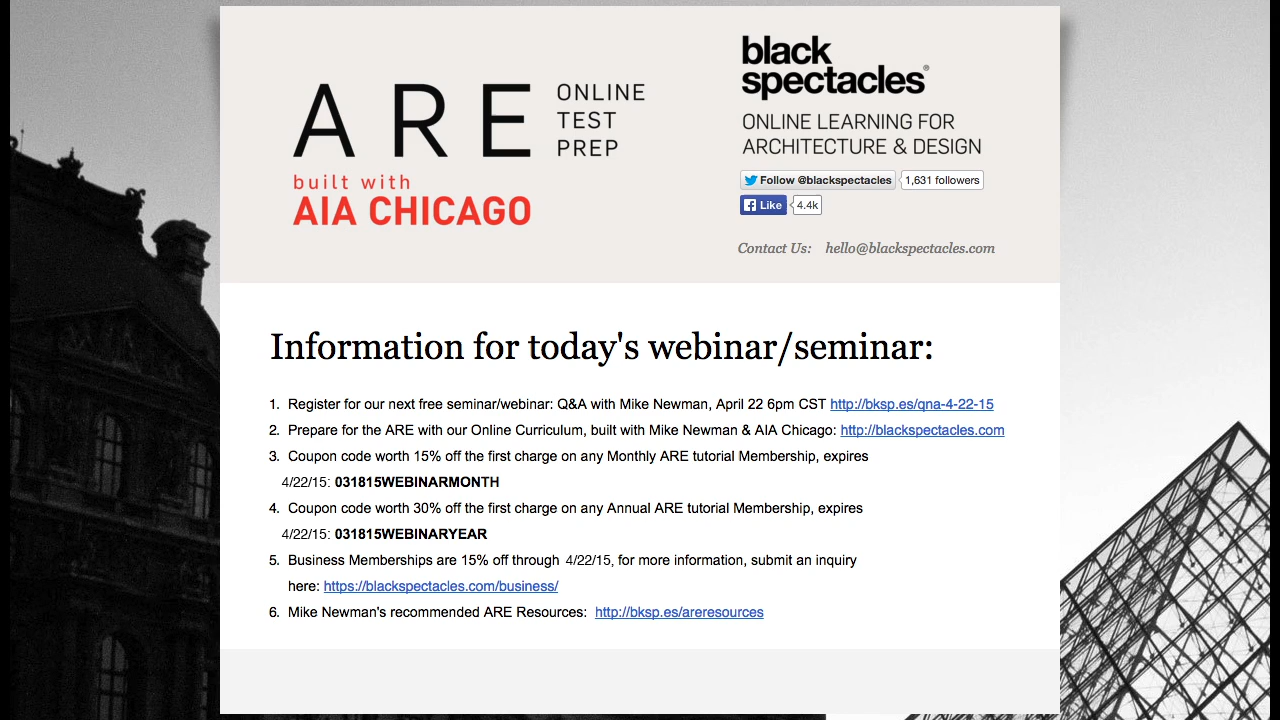 A R E ONLINE
TEST
PREP
built with
AIA CHICAGO
black
spectacles®
ONLINE LEARNING FOR
ARCHITECTURE & DESIGN
Follow @blackspectacles 1,631 followers
Like 4.4k
Contact Us: hello@blackspectacles.com
Information for today's webinar/seminar:
1. Register for our next free seminar/webinar: Q&A with Mike Newman, April 22 6pm CST http://bksp.es/qna-4-22-15
2. Prepare for the ARE with our Online Curriculum, built with Mike Newman & AIA Chicago: http://blackspectacles.com
3. Coupon code worth 15% off the first charge on any Monthly ARE tutorial Membership, expires
4/22/15: 031815WEBINARMONTH
4. Coupon code worth 30% off the first charge on any Annual ARE tutorial Membership, expires
4/22/15: 031815WEBINARYEAR
5. Business Memberships are 15% off through 4/22/15, for more information, submit an inquiry
here: https://blackspectacles.com/business/
6. Mike Newman's recommended ARE Resources: http://bksp.es/areresources